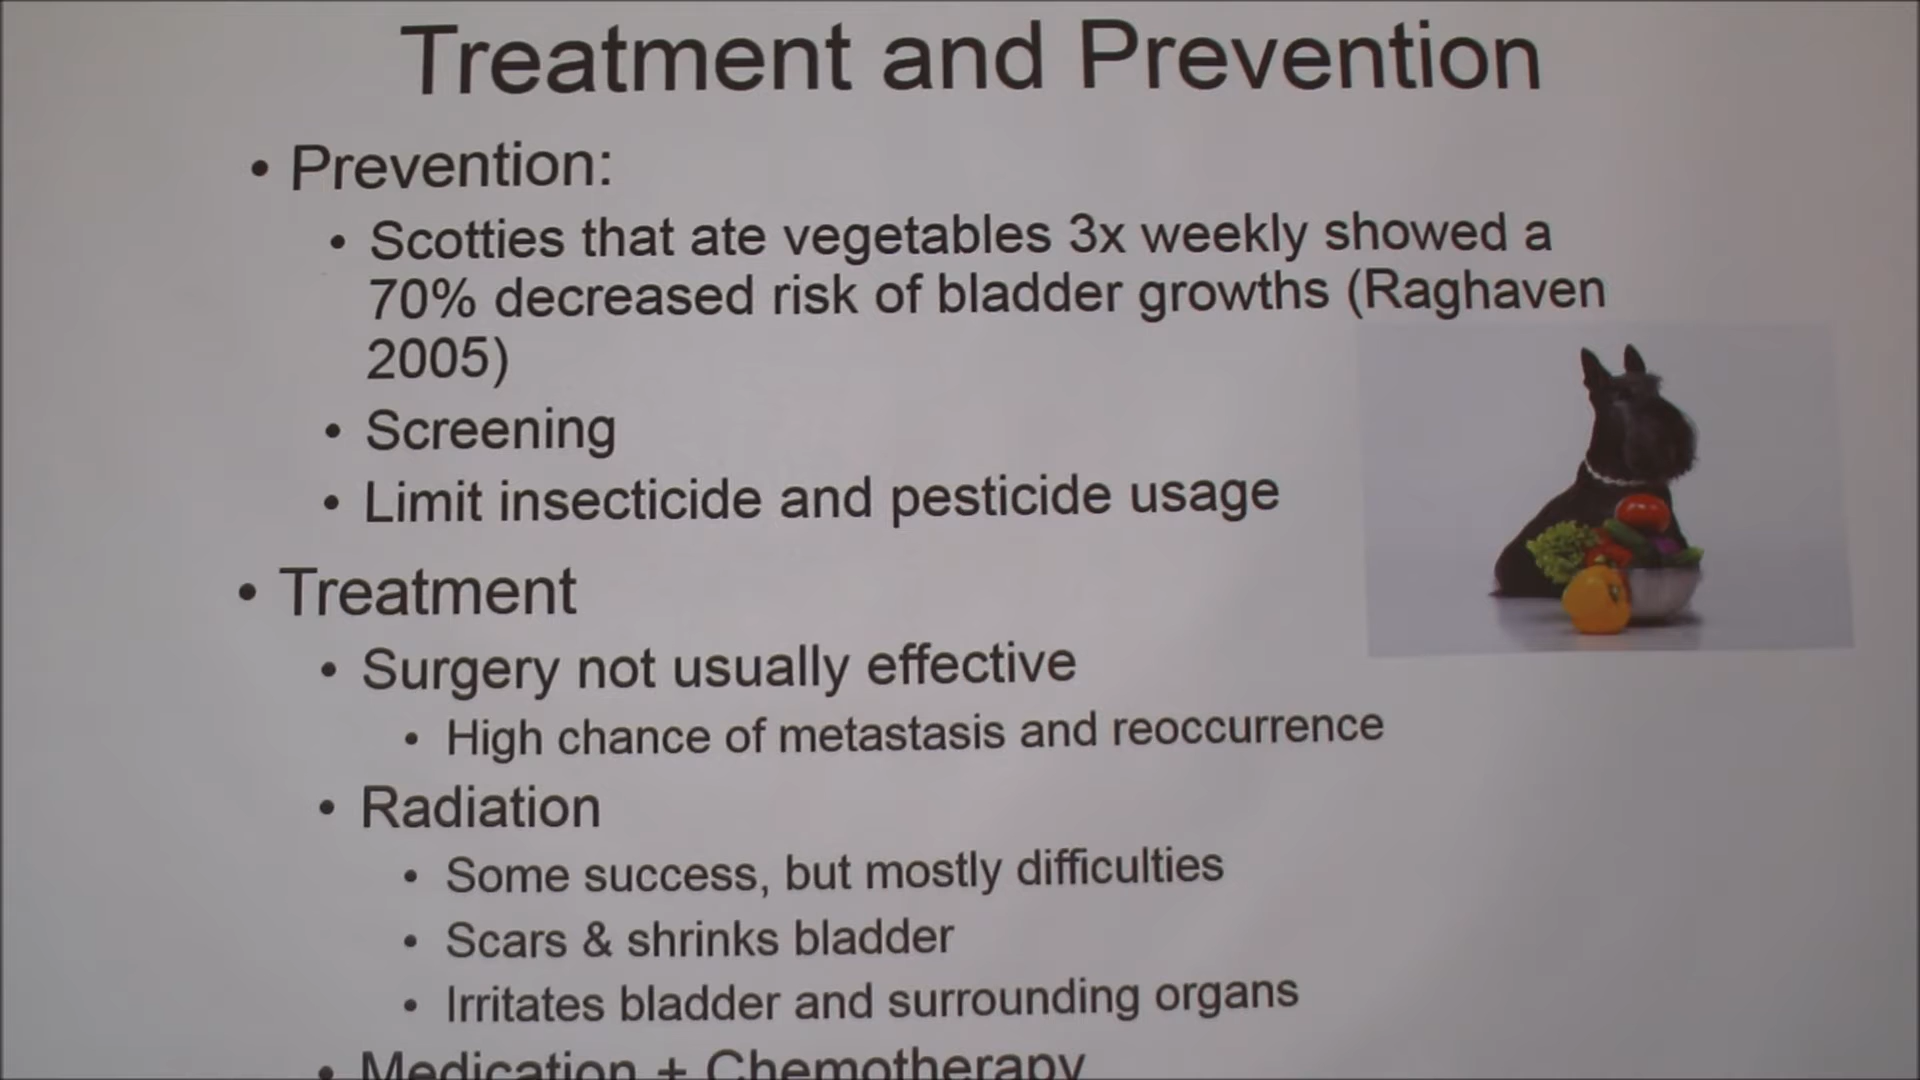 Treatment and Prevention
• Prevention:
• Scotties that ate vegetables 3x weekly showed a
70% decreased risk of bladder growths (Raghaven
2005)
• Screening
• Limit insecticide and pesticide usage
• Treatment
• Surgery not usually effective
• High chance of metastasis and reoccurrence
• Radiation
• Some success, but mostly difficulties
• Scars & shrinks bladder
• Irritates bladder and surrounding organs
• Medication + Chemotherapy